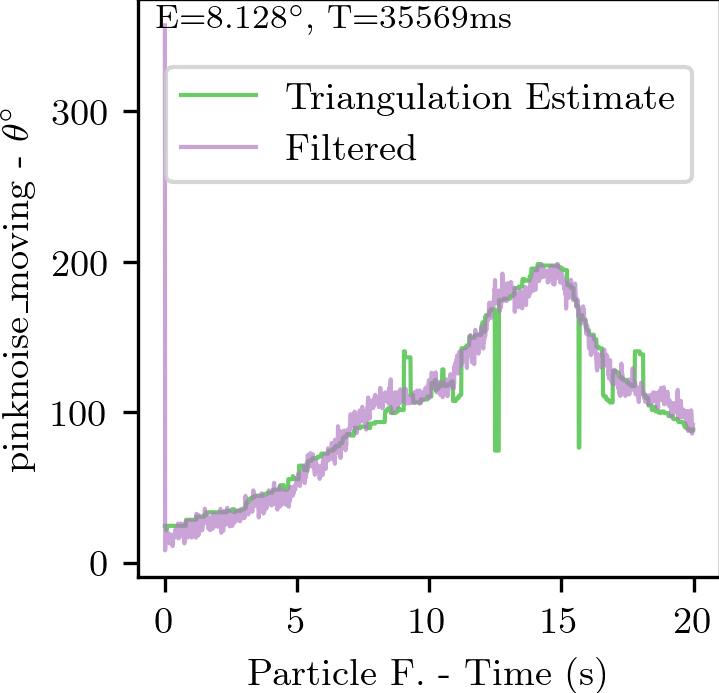 E=8.128°, T=35569ms
Triangulation Estimate
Filtered
pinknoise_moving - θ°
300
200
100
0
0 5 10 15 20
Particle F. - Time (s)